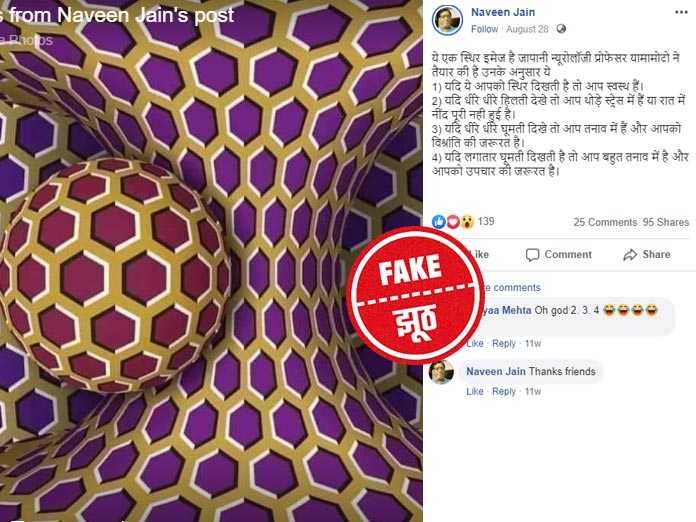 s from Naveen Jain's post
e Photos
Naveen Jain
Follow · August 28 ·
ये एक स्थिर इमेज है जापानी न्यूरोलॉजी प्रोफेसर यामामोटो ने
तैयार की है उनके अनुसार ये
1) यदि ये आपको स्थिर दिखती है तो आप स्वस्थ हैं।
2) यदि धीरे धीरे हिलती देखे तो आप थोड़े स्ट्रेस में हैं या रात में
नींद पूरी नही हुई है।
3) यदि धीरे धीरे घूमती दिखे तो आप तनाव में हैं और आपको
विश्रांति की जरूरत है।
4) यदि लगातार घूमती दिखती है तो आप बहुत तनाव में है और
आपको उपचार की जरूरत है।
139
25 Comments 95 Shares
ike
Comment
Share
FAKE
झूठ
e comments
yaa Mehta Oh god 2. 3. 4
Like · Reply · 11w
Naveen Jain Thanks friends
Like · Reply · 11w